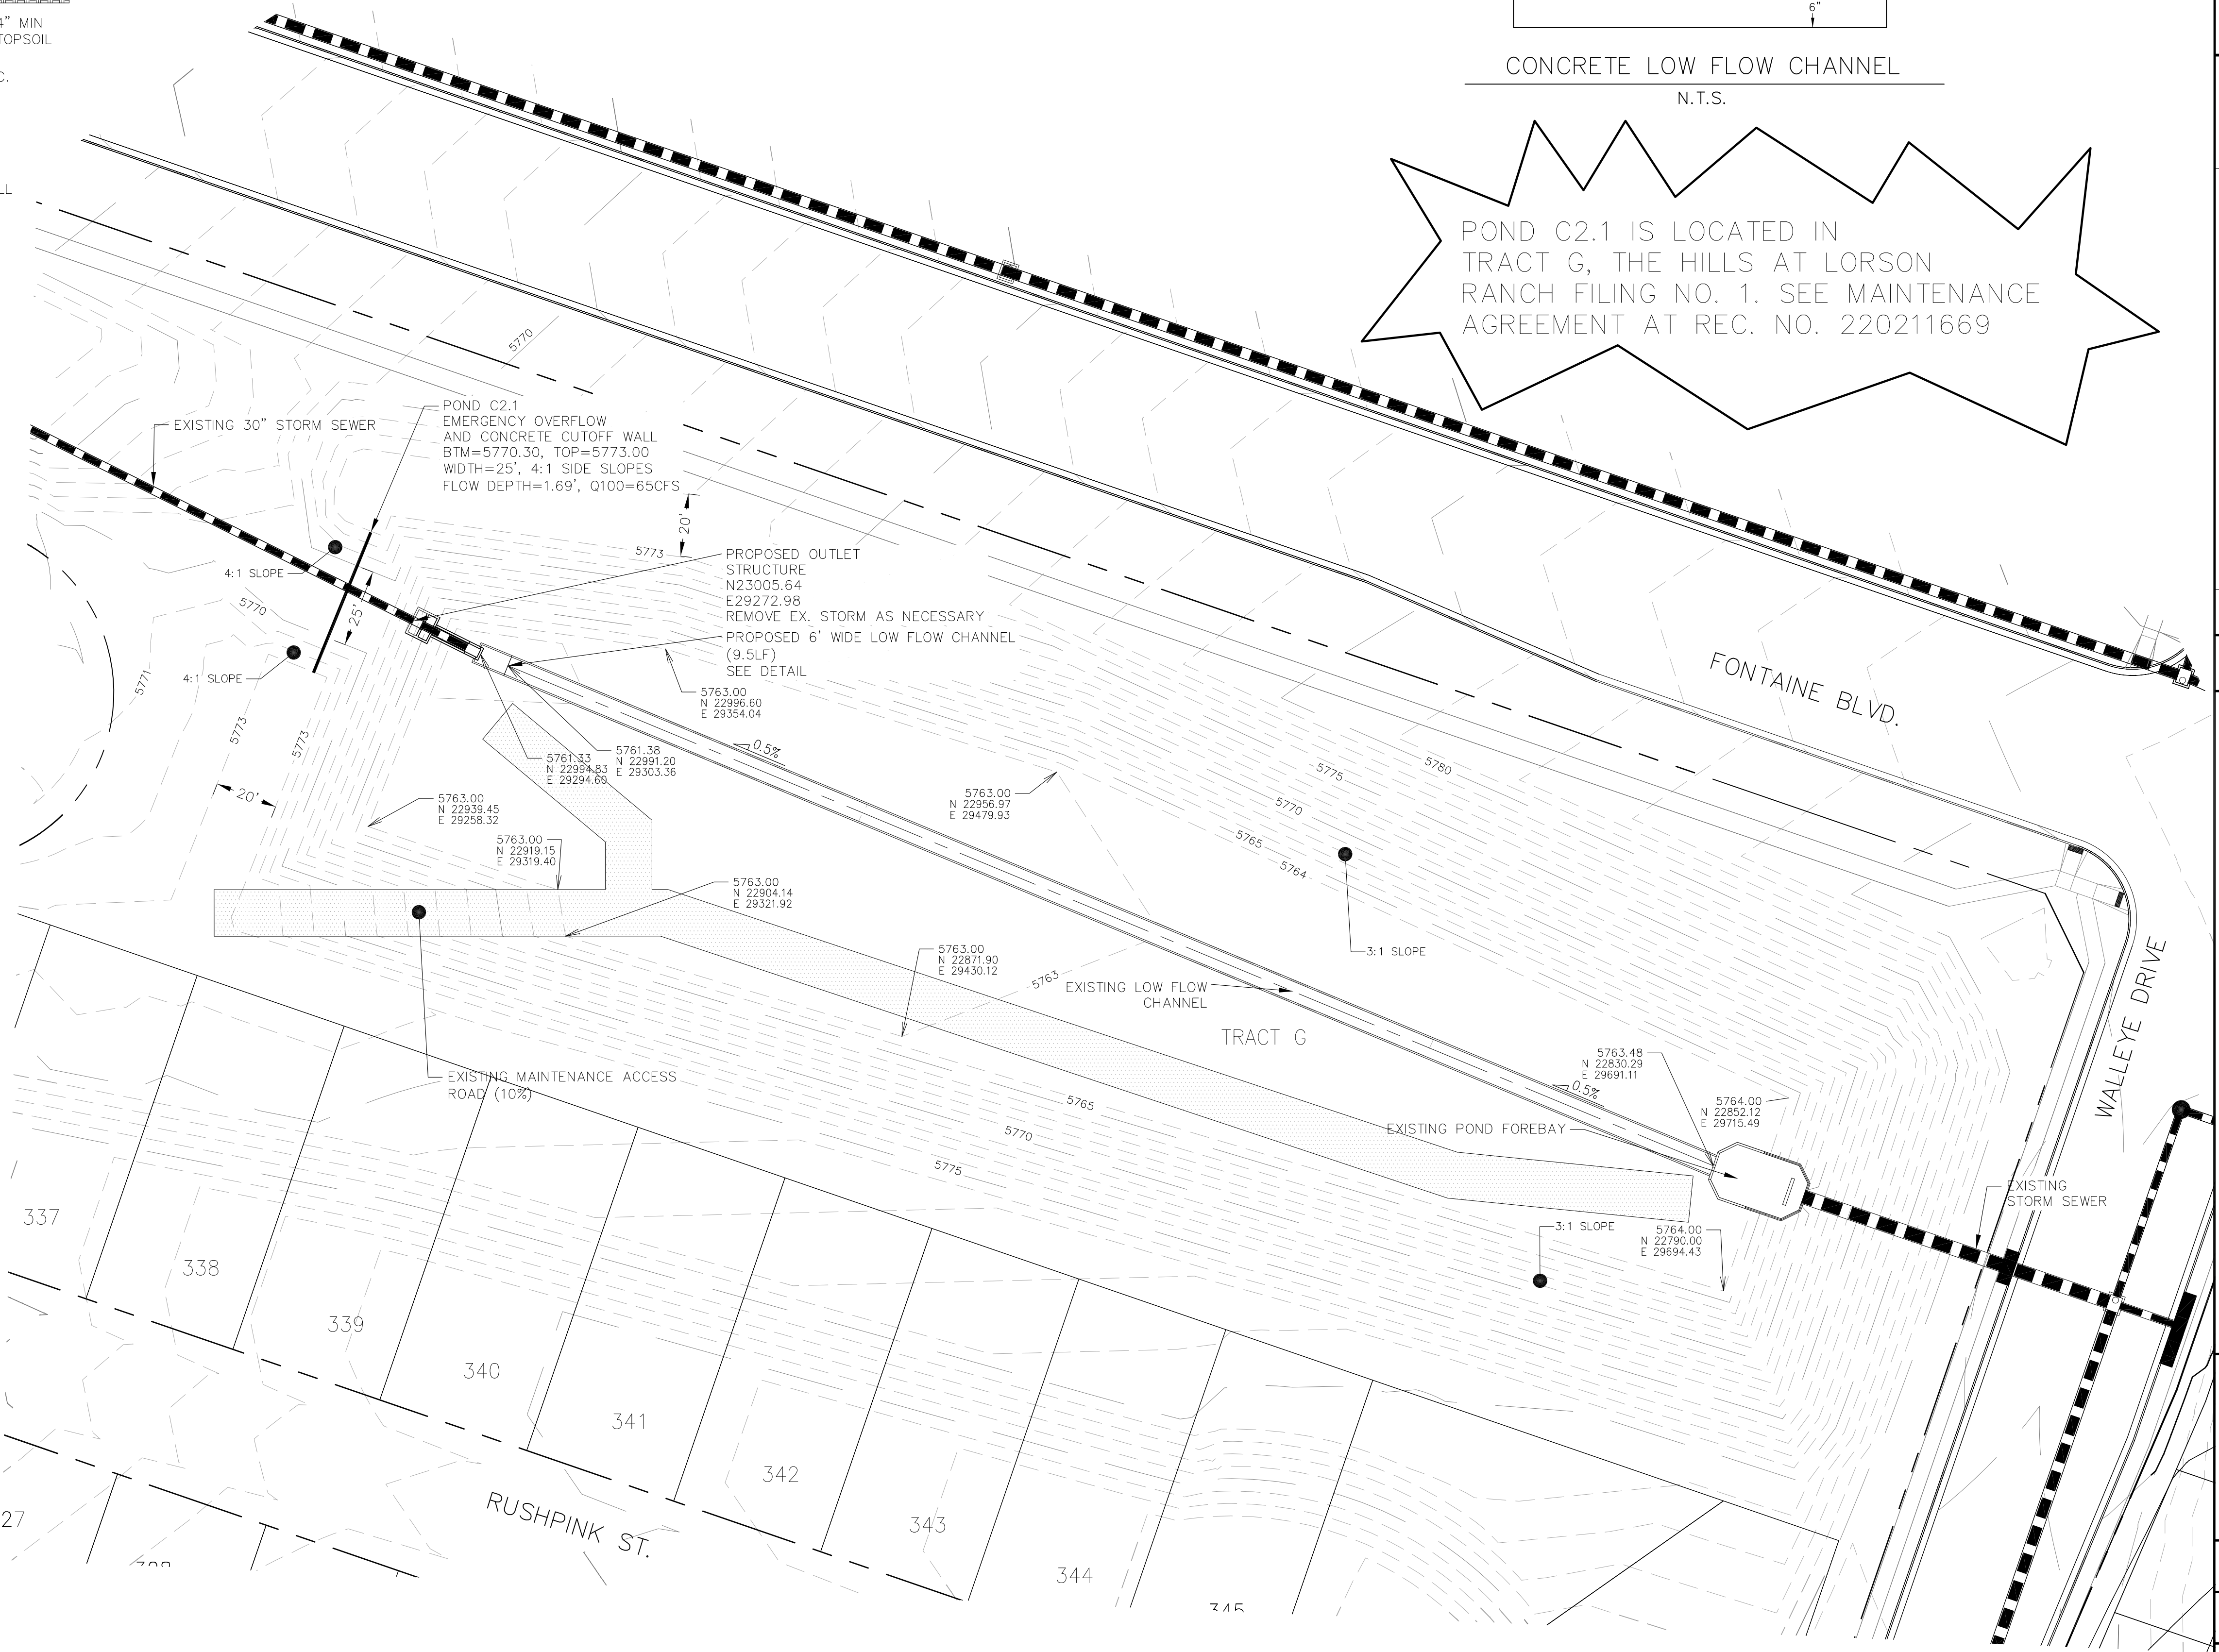 4" MIN
TOPSOIL
6"
CONCRETE LOW FLOW CHANNEL
N.T.S.
POND C2.1 IS LOCATED IN
TRACT G, THE HILLS AT LORSON
RANCH FILING NO. 1. SEE MAINTENANCE
AGREEMENT AT REC. NO. 220211669
5770
EXISTING 30" STORM SEWER
POND C2.1
EMERGENCY OVERFLOW
AND CONCRETE CUTOFF WALL
BTM=5770.30, TOP=5773.00
WIDTH=25', 4:1 SIDE SLOPES
FLOW DEPTH=1.69', Q100=65CFS
20'
5773
PROPOSED OUTLET
STRUCTURE
N23005.64
E29272.98
REMOVE EX. STORM AS NECESSARY
PROPOSED 6' WIDE LOW FLOW CHANNEL
(9.5LF)
SEE DETAIL
4:1 SLOPE
5770
25'
4:1 SLOPE
5771
5773
5773
20'
5763.00
N 22996.60
E 29354.04
0.5%
5761.33
N 22994.83
E 29294.60
5761.38
N 22991.20
E 29303.36
FONTAINE BLVD.
5763.00
N 22939.45
E 29258.32
5763.00
N 22956.97
E 29479.93
5780
5775
5770
5765
5764
5763.00
N 22919.15
E 29319.40
5763.00
N 22904.14
E 29321.92
3:1 SLOPE
5763.00
N 22871.90
E 29430.12
5763
EXISTING LOW FLOW
CHANNEL
TRACT G
WALLEYE DRIVE
5763.48
N 22830.29
E 29691.11
0.5%
5764.00
N 22852.12
E 29715.49
EXISTING MAINTENANCE ACCESS
ROAD (10%)
5765
5770
5775
EXISTING POND FOREBAY
EXISTING
STORM SEWER
3:1 SLOPE
5764.00
N 22790.00
E 29694.43
337
338
339
340
341
342
343
344
345
RUSHPINK ST.
27